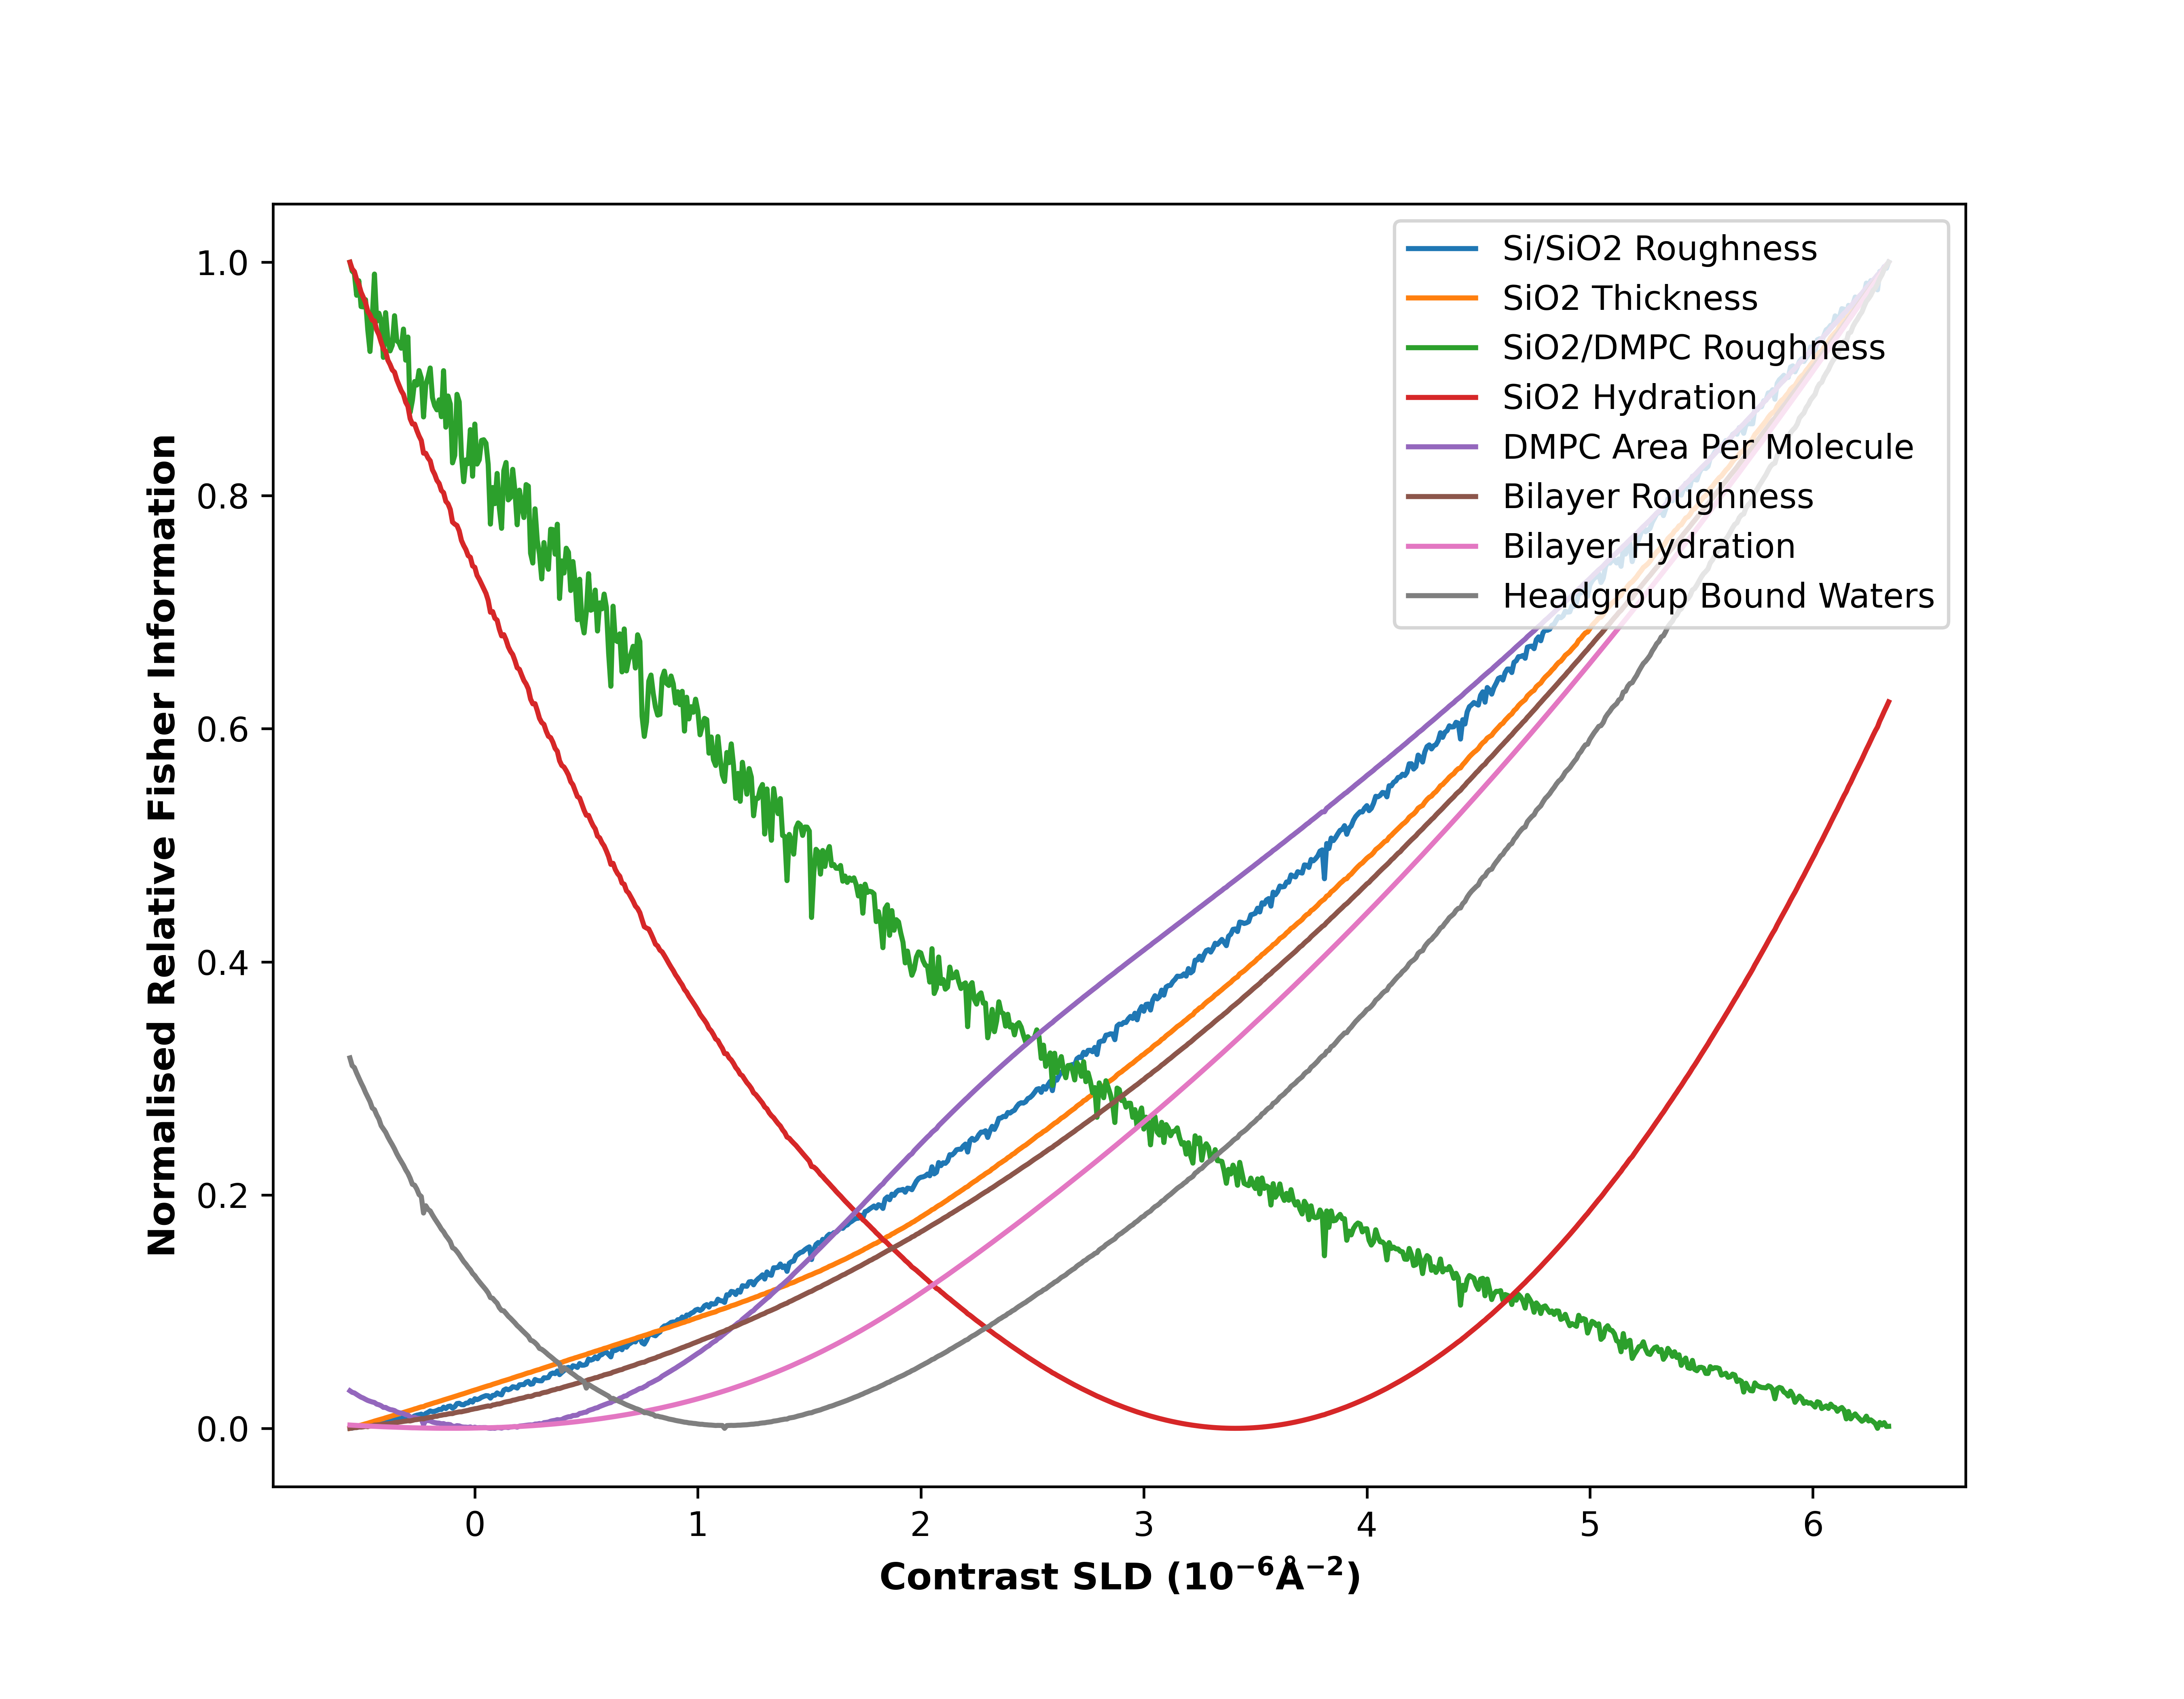 1.0
0.8
0.6
0.4
0.2
0.0
Normalised Relative Fisher Information
Si/SiO2 Roughness
SiO2 Thickness
SiO2/DMPC Roughness
SiO2 Hydration
DMPC Area Per Molecule
Bilayer Roughness
Bilayer Hydration
Headgroup Bound Waters
0 1 2 3 4 5 6
Contrast SLD (10⁻⁶Å⁻²)